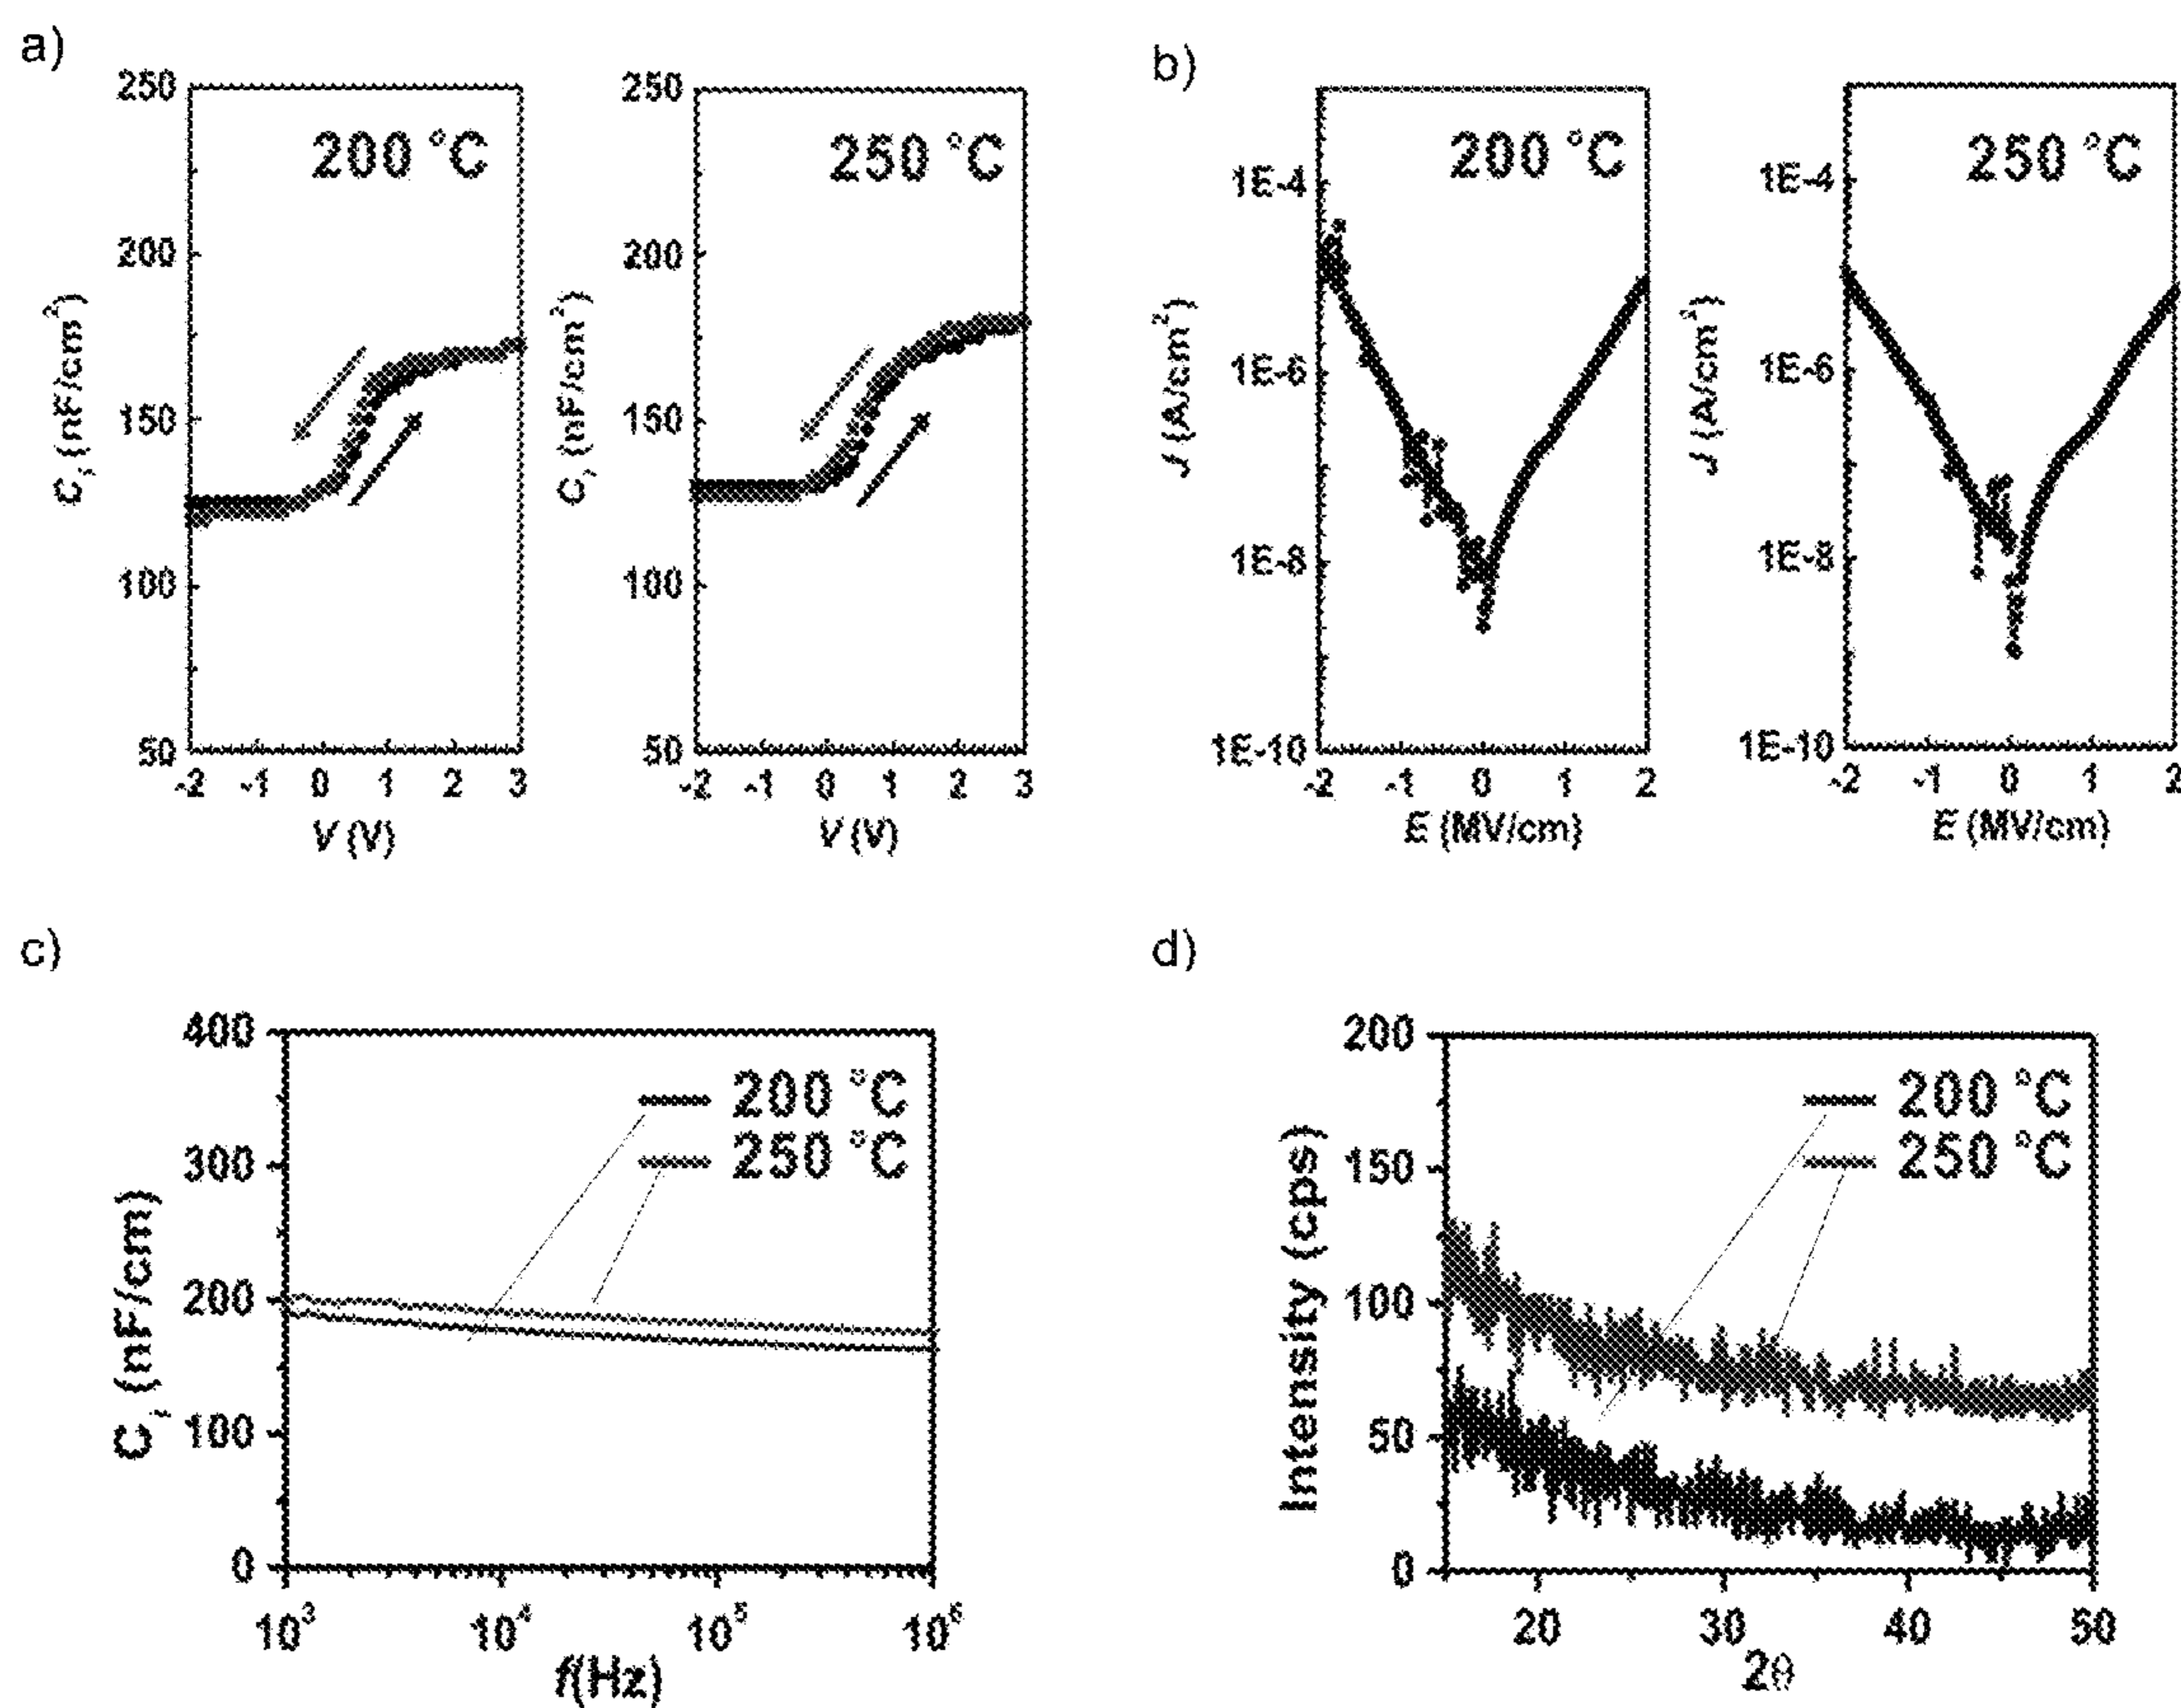 a)
250
200
150
100
50
C_i (nF/cm²)
200 °C
-2 -1 0 1 2 3
V (V)
250
200
150
100
50
C_i (nF/cm²)
250 °C
-2 -1 0 1 2 3
V (V)
b)
1E-4
1E-6
1E-8
1E-10
J (A/cm²)
200 °C
-2 -1 0 1 2
E (MV/cm)
1E-4
1E-6
1E-8
1E-10
J (A/cm²)
250 °C
-2 -1 0 1 2
E (MV/cm)
c)
400
300
200
100
0
C_i (nF/cm)
200 °C
250 °C
10³ 10⁴ 10⁵ 10⁶
f(Hz)
d)
200
150
100
50
0
Intensity (cps)
200 °C
250 °C
20 30 40 50
2θ